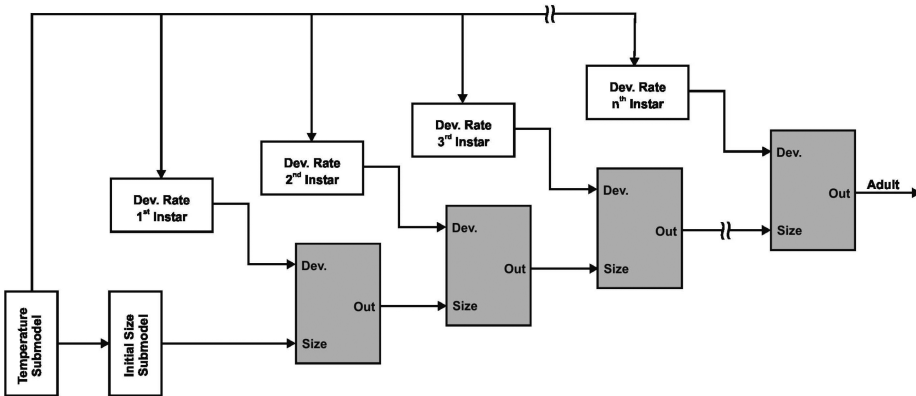 Dev. Rate
nth Instar
Dev. Rate
3rd Instar
Dev. Rate
2nd Instar
Dev. Rate
1st Instar
Dev.
Out
Size
Adult
Dev.
Out
Size
Dev.
Out
Size
Dev.
Out
Size
Temperature
Submodel
Initial Size
Submodel